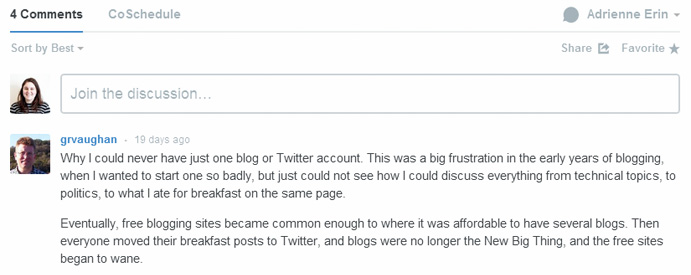 4 Comments CoSchedule Adrienne Erin
Sort by Best Share Favorite
Join the discussion…
grvaughan · 19 days ago
Why I could never have just one blog or Twitter account. This was a big frustration in the early years of blogging,
when I wanted to start one so badly, but just could not see how I could discuss everything from technical topics, to
politics, to what I ate for breakfast on the same page.
Eventually, free blogging sites became common enough to where it was affordable to have several blogs. Then
everyone moved their breakfast posts to Twitter, and blogs were no longer the New Big Thing, and the free sites
began to wane.